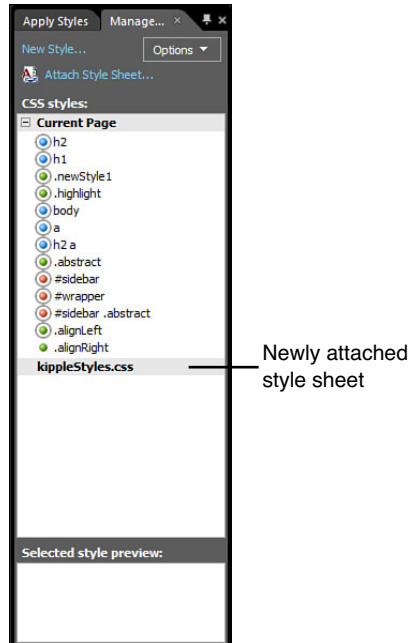 Apply Styles Manage... ×
New Style... Options
Attach Style Sheet...
CSS styles:
Current Page
h2
h1
.newStyle1
.highlight
body
a
h2 a
.abstract
#sidebar
#wrapper
#sidebar .abstract
.alignLeft
.alignRight
kippleStyles.css
Newly attached
style sheet
Selected style preview: